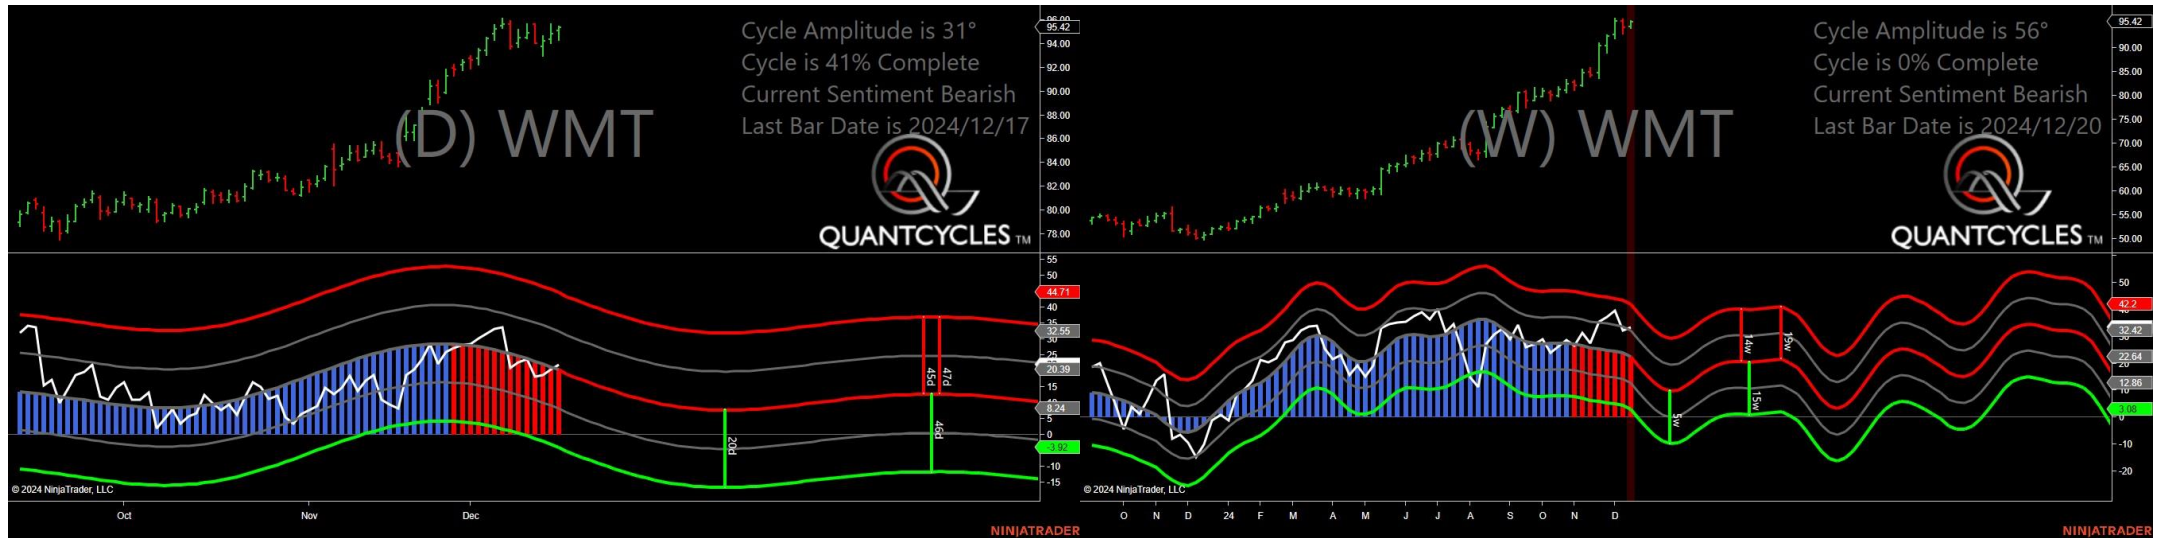 Cycle Amplitude is 31°
Cycle is 41% Complete
Current Sentiment Bearish
Last Bar Date is 2024/12/17
(D) WMT
QUANTCYCLES TM
96.00
95.42
94.00
92.00
90.00
88.00
86.00
84.00
82.00
80.00
78.00
55
50
44.71
40
35
32.55
30
25
20.39
15
10
8.24
5
0
-3.92
-10
-15
20d
45d
47d
46d
© 2024 NinjaTrader, LLC
Oct Nov Dec
NINJATRADER
Cycle Amplitude is 56°
Cycle is 0% Complete
Current Sentiment Bearish
Last Bar Date is 2024/12/20
(W) WMT
QUANTCYCLES TM
95.42
90.00
85.00
80.00
75.00
70.00
65.00
60.00
55.00
50.00
50
42.2
32.42
30
22.64
20
12.86
10
3.08
0
-10
-20
5w
14w
15w
19w
© 2024 NinjaTrader, LLC
O N D 24 F M A M J J A S O N D
NINJATRADER